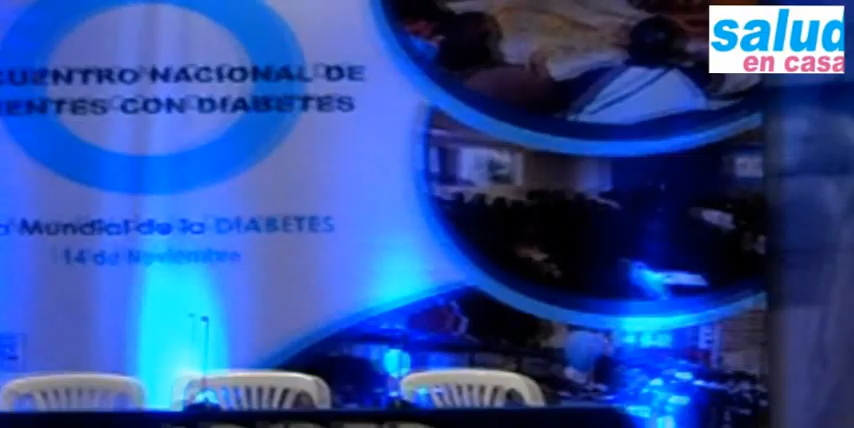 salud
en casa
CUENTRO NACIONAL DE
ENTES CON DIABETES
a Mundial de la DIABETES
14 de Noviembre